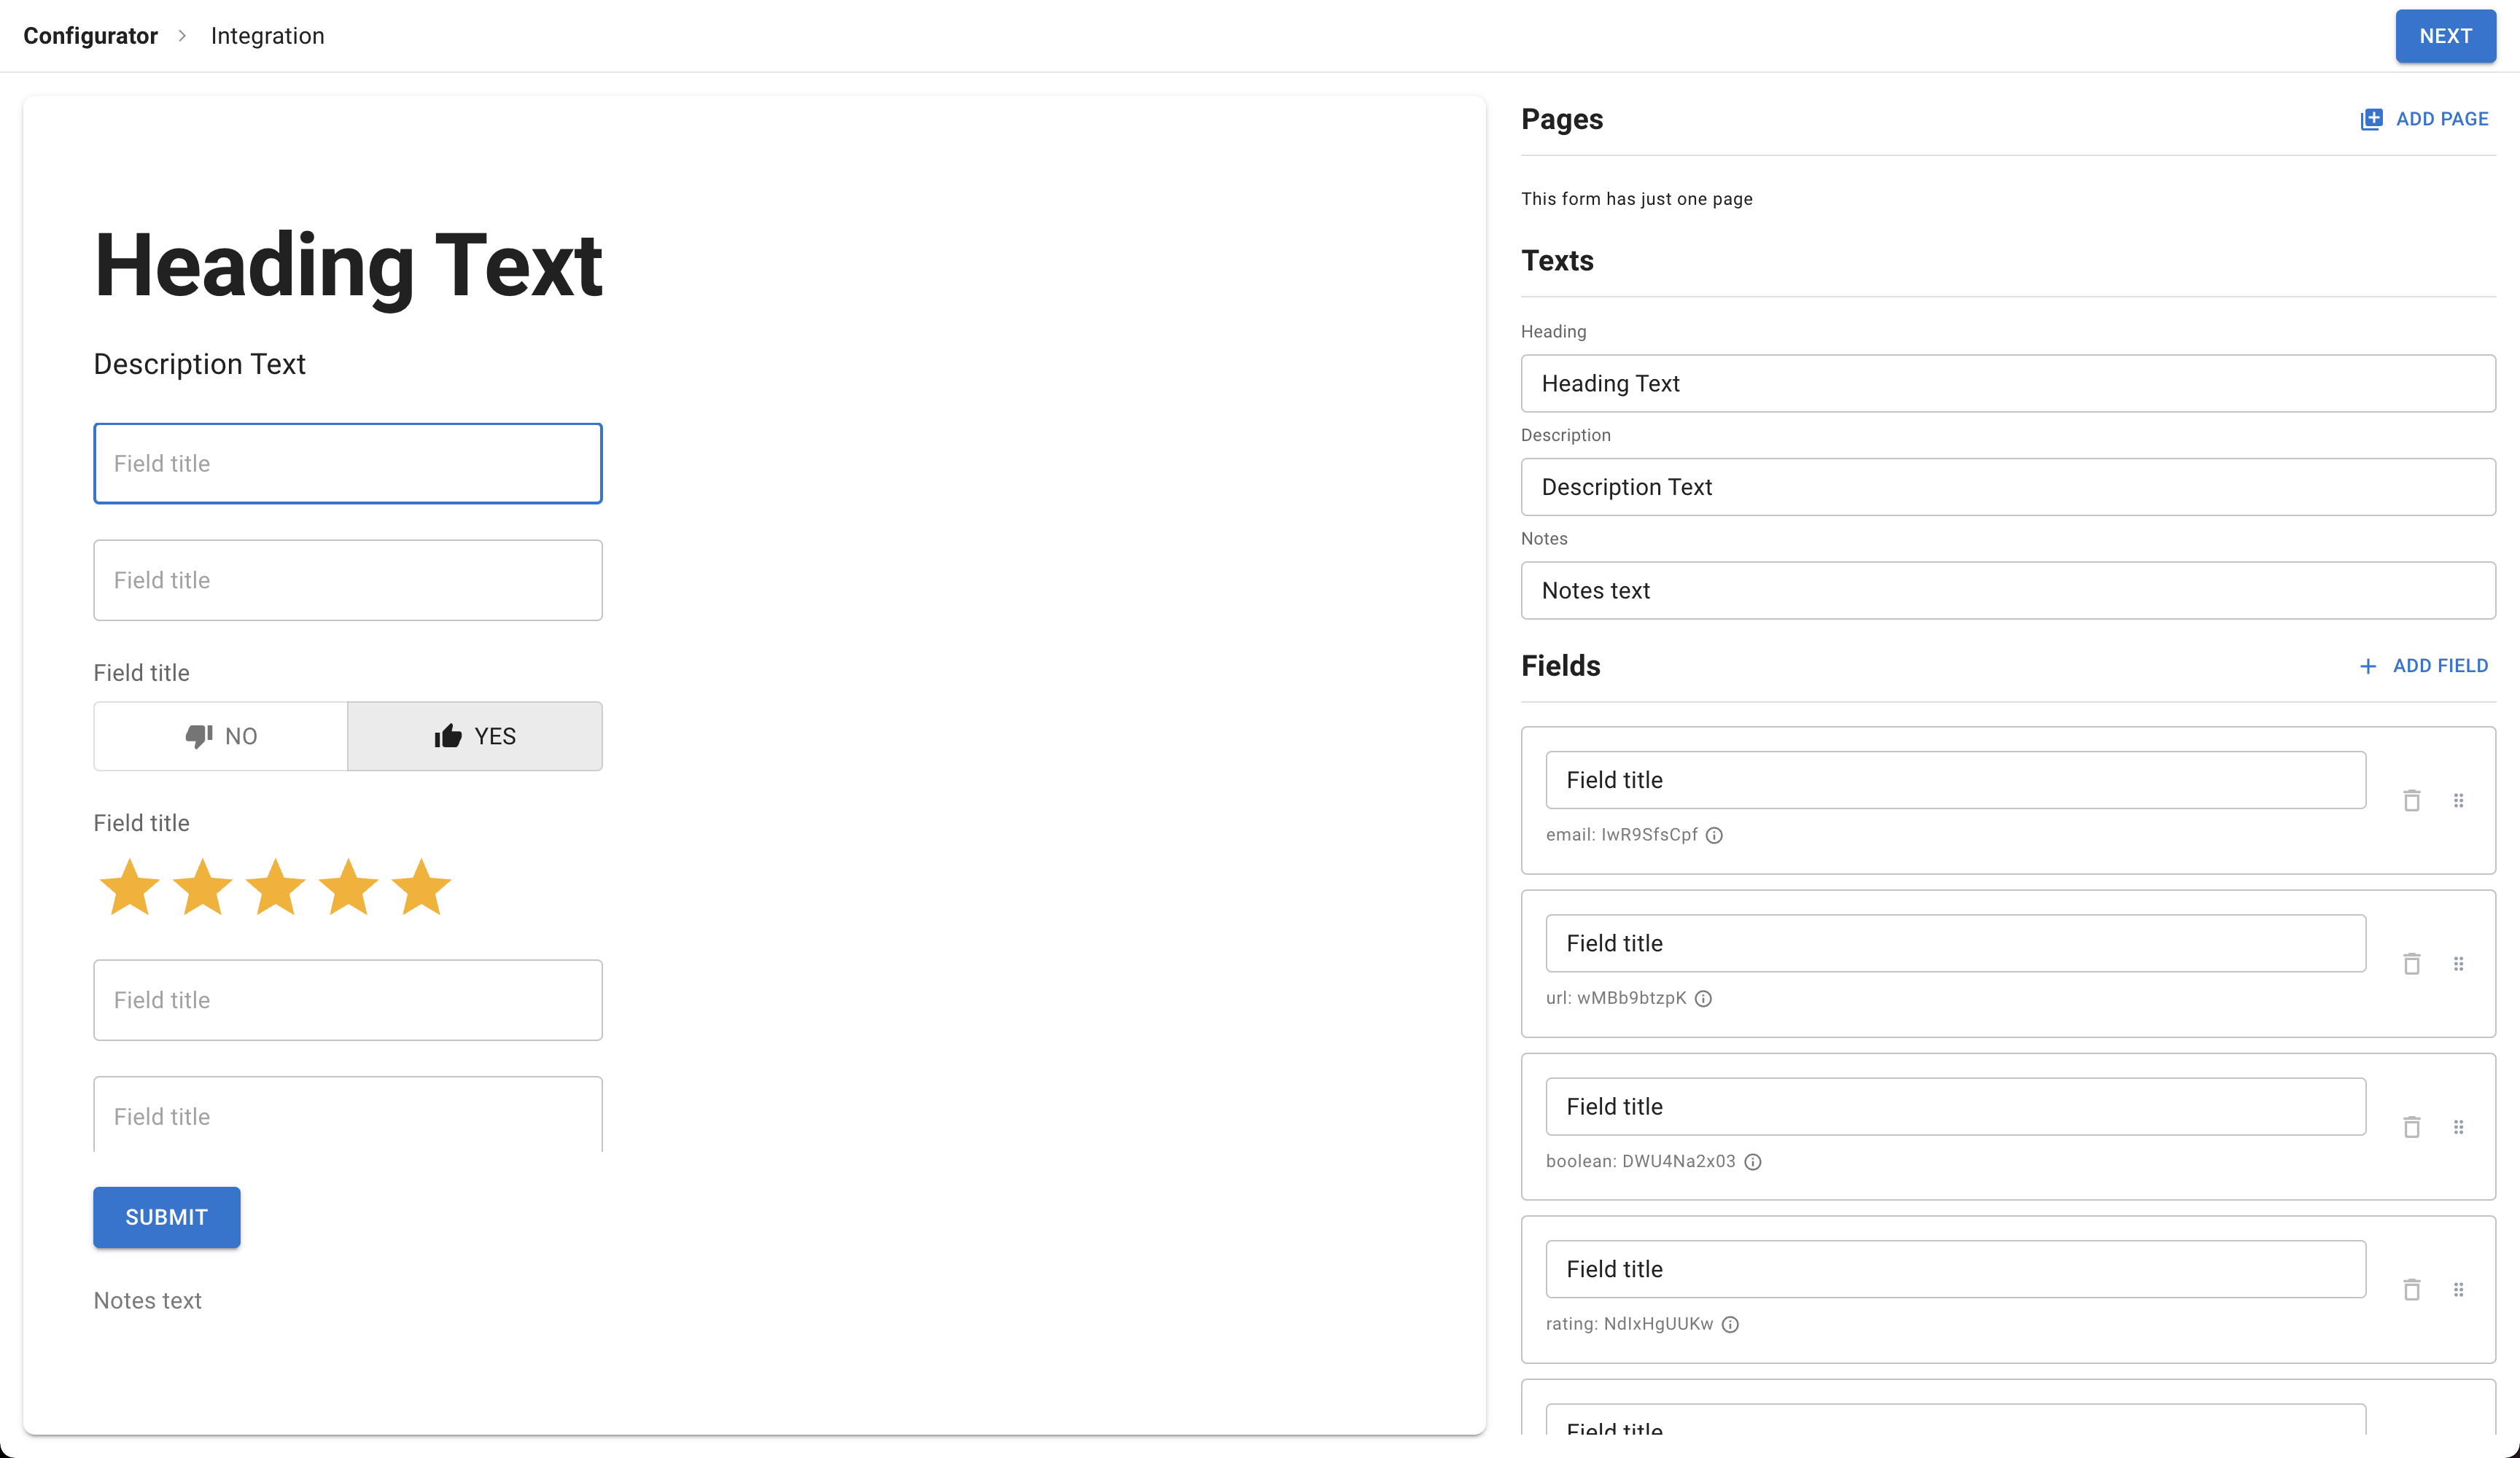 Configurator > Integration
NEXT
Heading Text
Description Text
Field title
Field title
Field title
NO
YES
Field title
Field title
Field title
SUBMIT
Notes text
Pages
ADD PAGE
This form has just one page
Texts
Heading
Heading Text
Description
Description Text
Notes
Notes text
Fields
ADD FIELD
Field title
email: IwR9SfsCpf
Field title
url: wMBb9btzpK
Field title
boolean: DWU4Na2x03
Field title
rating: NdIxHgUUKw
Field title